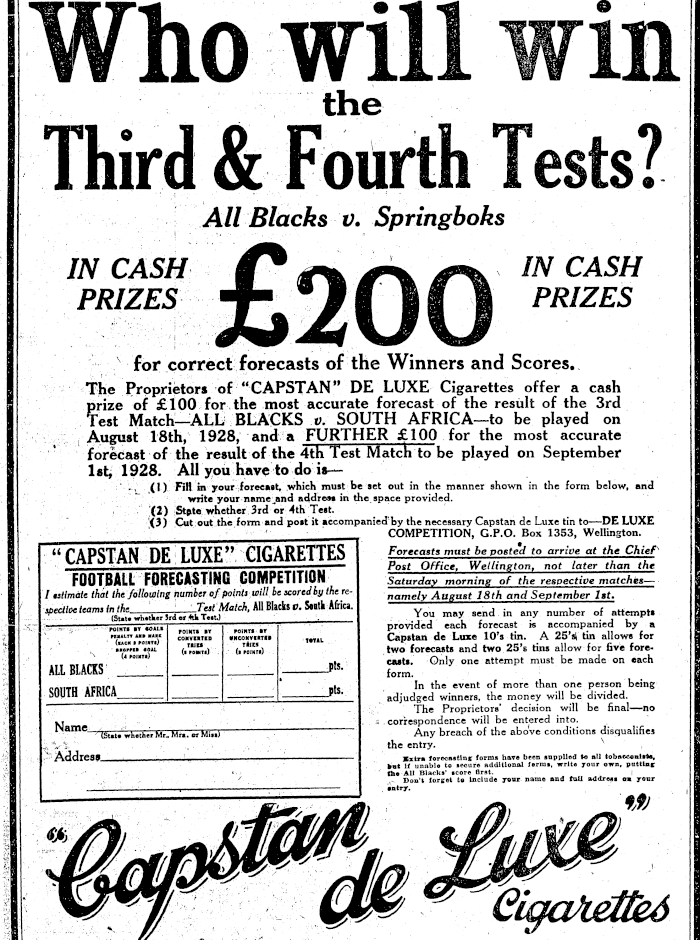 Who will win
the
Third & Fourth Tests?
All Blacks v. Springboks
IN CASH
PRIZES
£200
IN CASH
PRIZES
for correct forecasts of the Winners and Scores.
The Proprietors of “CAPSTAN” DE LUXE Cigarettes offer a cash
prize of £100 for the most accurate forecast of the result of the 3rd
Test Match—ALL BLACKS v. SOUTH AFRICA—to be played on
August 18th, 1928, and a FURTHER £100 for the most accurate
forecast of the result of the 4th Test Match to be played on September
1st, 1928. All you have to do is—
(1) Fill in your forecast, which must be set out in the manner shown in the form below, and
write your name and address in the space provided.
(2) State whether 3rd or 4th Test.
(3) Cut out the form and post it accompanied by the necessary Capstan de Luxe tin to—DE LUXE
COMPETITION, G.P.O. Box 1353, Wellington.
“CAPSTAN DE LUXE” CIGARETTES
FOOTBALL FORECASTING COMPETITION
I estimate that the following number of points will be scored by the re-
spective teams in the Test Match, All Blacks v. South Africa.
(State whether 3rd or 4th Test.)
POINTS BY GOALS
PENALTY AND MARK
(EACH 3 POINTS)
DROPPED GOAL
(4 POINTS)
POINTS BY
CONVERTED
TRIES
(5 POINTS)
POINTS BY
UNCONVERTED
TRIES
(3 POINTS)
TOTAL
ALL BLACKS pts.
SOUTH AFRICA pts.
Name
(State whether Mr., Mrs. or Miss)
Address
Forecasts must be posted to arrive at the Chief
Post Office, Wellington, not later than the
Saturday morning of the respective matches—
namely August 18th and September 1st.
You may send in any number of attempts
provided each forecast is accompanied by a
Capstan de Luxe 10's tin. A 25's tin allows for
two forecasts and two 25's tins allow for five fore-
casts. Only one attempt must be made on each
form.
In the event of more than one person being
adjudged winners, the money will be divided.
The Proprietors' decision will be final—no
correspondence will be entered into.
Any breach of the above conditions disqualifies
the entry.
Extra forecasting forms have been supplied to all tobacconists,
but if unable to secure additional forms, write your own, putting
the All Blacks' score first.
Don't forget to include your name and full address on your
entry.
“Capstan
de Luxe”
Cigarettes